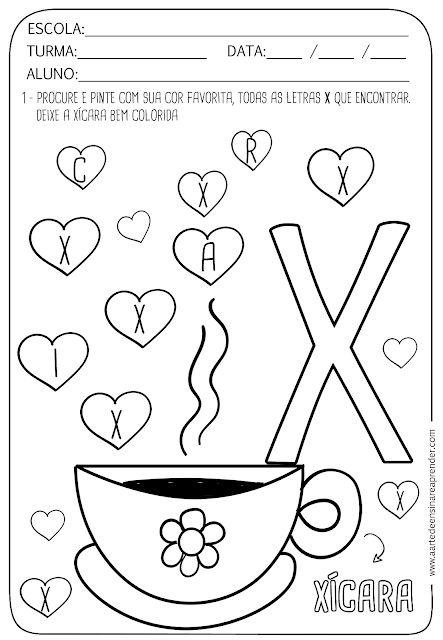 ESCOLA:
TURMA: DATA: / /
ALUNO:
1 - PROCURE E PINTE COM SUA COR FAVORITA, TODAS AS LETRAS X QUE ENCONTRAR.
DEIXE A XÍCARA BEM COLORIDA
C
R
X
X
X
A
X
X
I
X
X
X
XÍCARA
www.aartedeensinareaprender.com